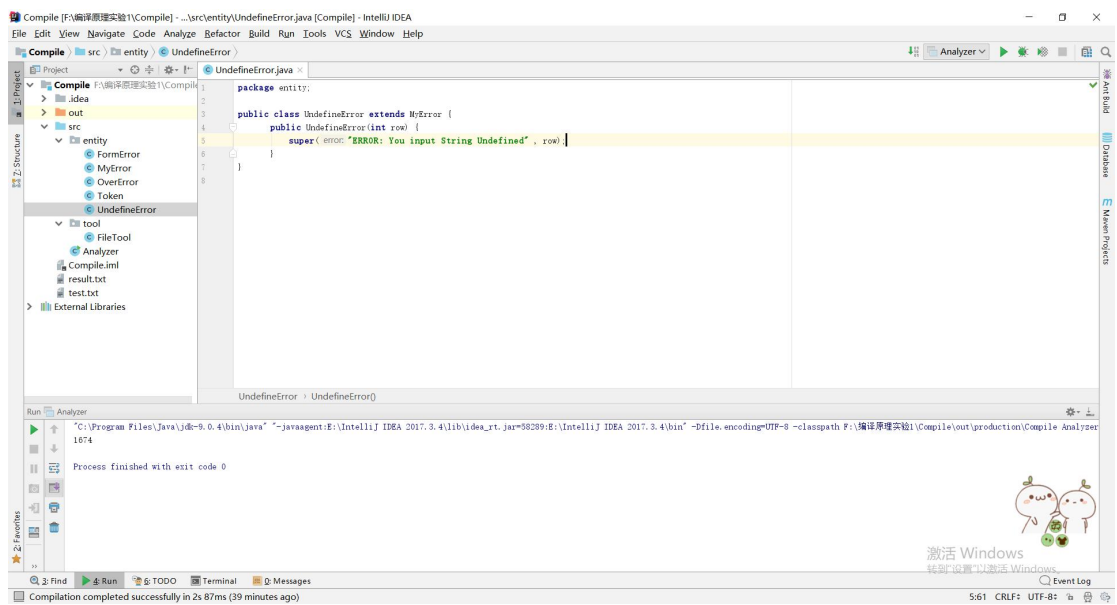 Compile [F:\编译原理实验1\Compile] - ...\src\entity\UndefineError.java [Compile] - IntelliJ IDEA
File Edit View Navigate Code Analyze Refactor Build Run Tools VCS Window Help
Compile src entity UndefineError
Analyzer
Project
UndefineError.java
1: Project
Z: Structure
2: Favorites
Compile F:\编译原理实验1\Compile
.idea
out
src
entity
FormError
MyError
OverError
Token
UndefineError
tool
FileTool
Analyzer
Compile.iml
result.txt
test.txt
External Libraries
1 package entity;
2
3 public class UndefineError extends MyError {
4 public UndefineError(int row) {
5 super( error: "ERROR: You input String Undefined" , row);
6 }
7 }
8
UndefineError > UndefineError()
Ant Build
Database
m Maven Projects
Run Analyzer
"C:\Program Files\Java\jdk-9.0.4\bin\java" "-javaagent:E:\IntelliJ IDEA 2017.3.4\lib\idea_rt.jar=58289:E:\IntelliJ IDEA 2017.3.4\bin" -Dfile.encoding=UTF-8 -classpath F:\编译原理实验1\Compile\out\production\Compile Analyzer
1674
Process finished with exit code 0
激活 Windows
转到"设置"以激活 Windows。
3: Find 4: Run 6: TODO Terminal 0: Messages
Event Log
Compilation completed successfully in 2s 87ms (39 minutes ago)
5:61 CRLF÷ UTF-8÷